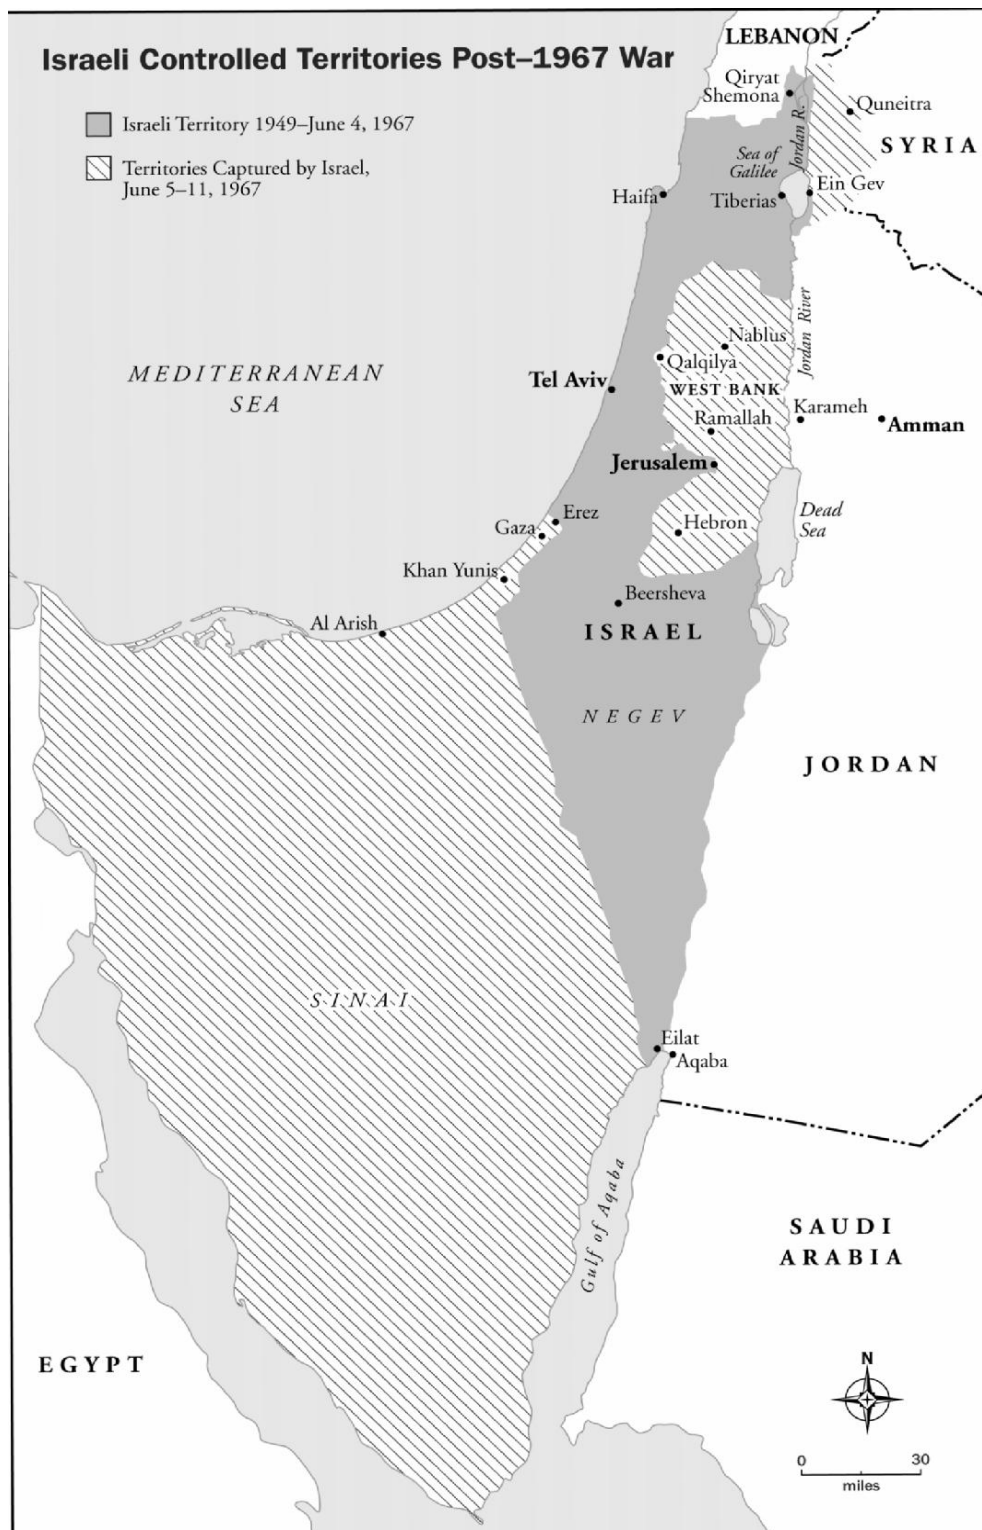 Israeli Controlled Territories Post–1967 War
Israeli Territory 1949–June 4, 1967
Territories Captured by Israel,
June 5–11, 1967
LEBANON
Qiryat
Shemona
Quneitra
SYRIA
Jordan R.
Sea of
Galilee
Ein Gev
Haifa
Tiberias
Jordan River
Nablus
Qalqilya
MEDITERRANEAN
SEA
Tel Aviv
WEST BANK
Karameh
Ramallah
Amman
Jerusalem
Dead
Sea
Erez
Gaza
Hebron
Khan Yunis
Beersheva
Al Arish
ISRAEL
NEGEV
JORDAN
SINAI
Eilat
Aqaba
Gulf of Aqaba
SAUDI
ARABIA
EGYPT
N
0 30
miles